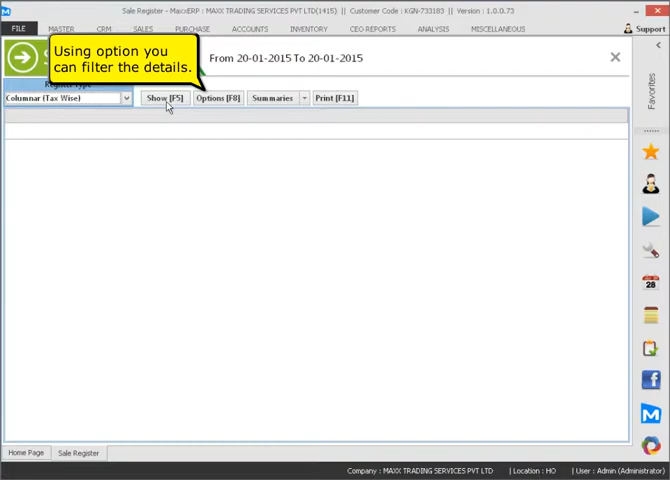 Sale Register - MaxxERP : MAXX TRADING SERVICES PVT LTD(1415) || Customer Code : KGN-733183 || Version : 1.0.0.73
FILE MASTER CRM SALES PURCHASE ACCOUNTS INVENTORY CEO REPORTS ANALYSIS MISCELLANEOUS Support
Using option you
can filter the details.
From 20-01-2015 To 20-01-2015
Register Type
Columnar (Tax Wise) Show [F5] Options [F8] Summaries Print [F11]
Favorites
28
Home Page Sale Register
Company : MAXX TRADING SERVICES PVT LTD | Location : HO | User : Admin (Administrator)